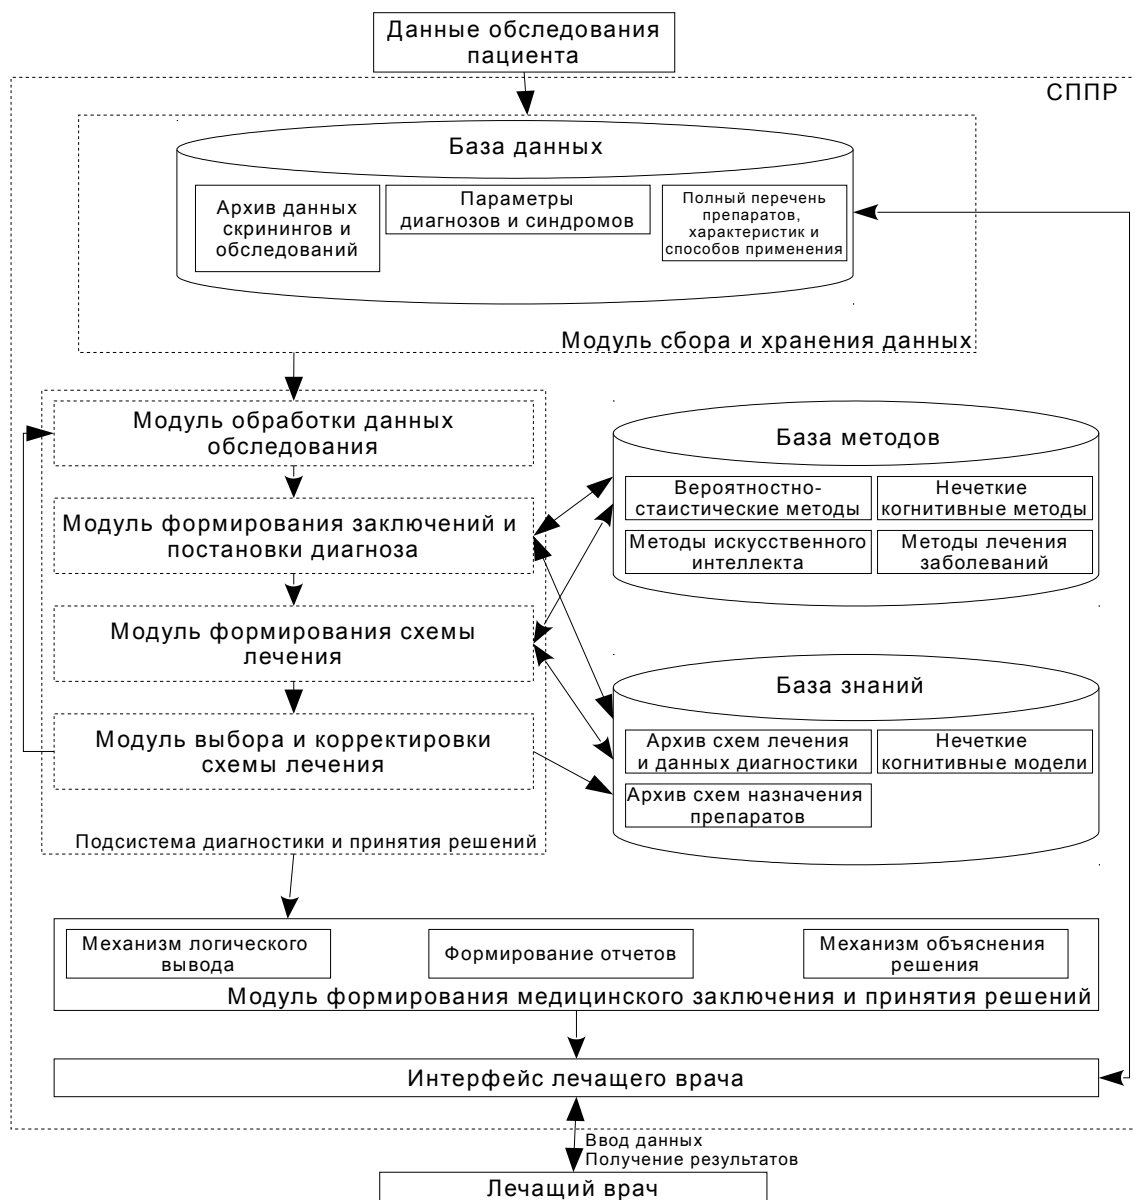 Данные обследования
пациента
СППР
База данных
Архив данных
скринингов и
обследований
Параметры
диагнозов и синдромов
Полный перечень
препаратов,
характеристик и
способов применения
Модуль сбора и хранения данных
Модуль обработки данных
обследования
Модуль формирования заключений и
постановки диагноза
Модуль формирования схемы
лечения
Модуль выбора и корректировки
схемы лечения
Подсистема диагностики и принятия решений
База методов
Вероятностно-
стаистические методы
Нечеткие
когнитивные методы
Методы искусственного
интеллекта
Методы лечения
заболеваний
База знаний
Архив схем лечения
и данных диагностики
Нечеткие
когнитивные модели
Архив схем назначения
препаратов
Механизм логического
вывода
Формирование отчетов
Механизм объяснения
решения
Модуль формирования медицинского заключения и принятия решений
Интерфейс лечащего врача
Ввод данных
Получение результатов
Лечащий врач